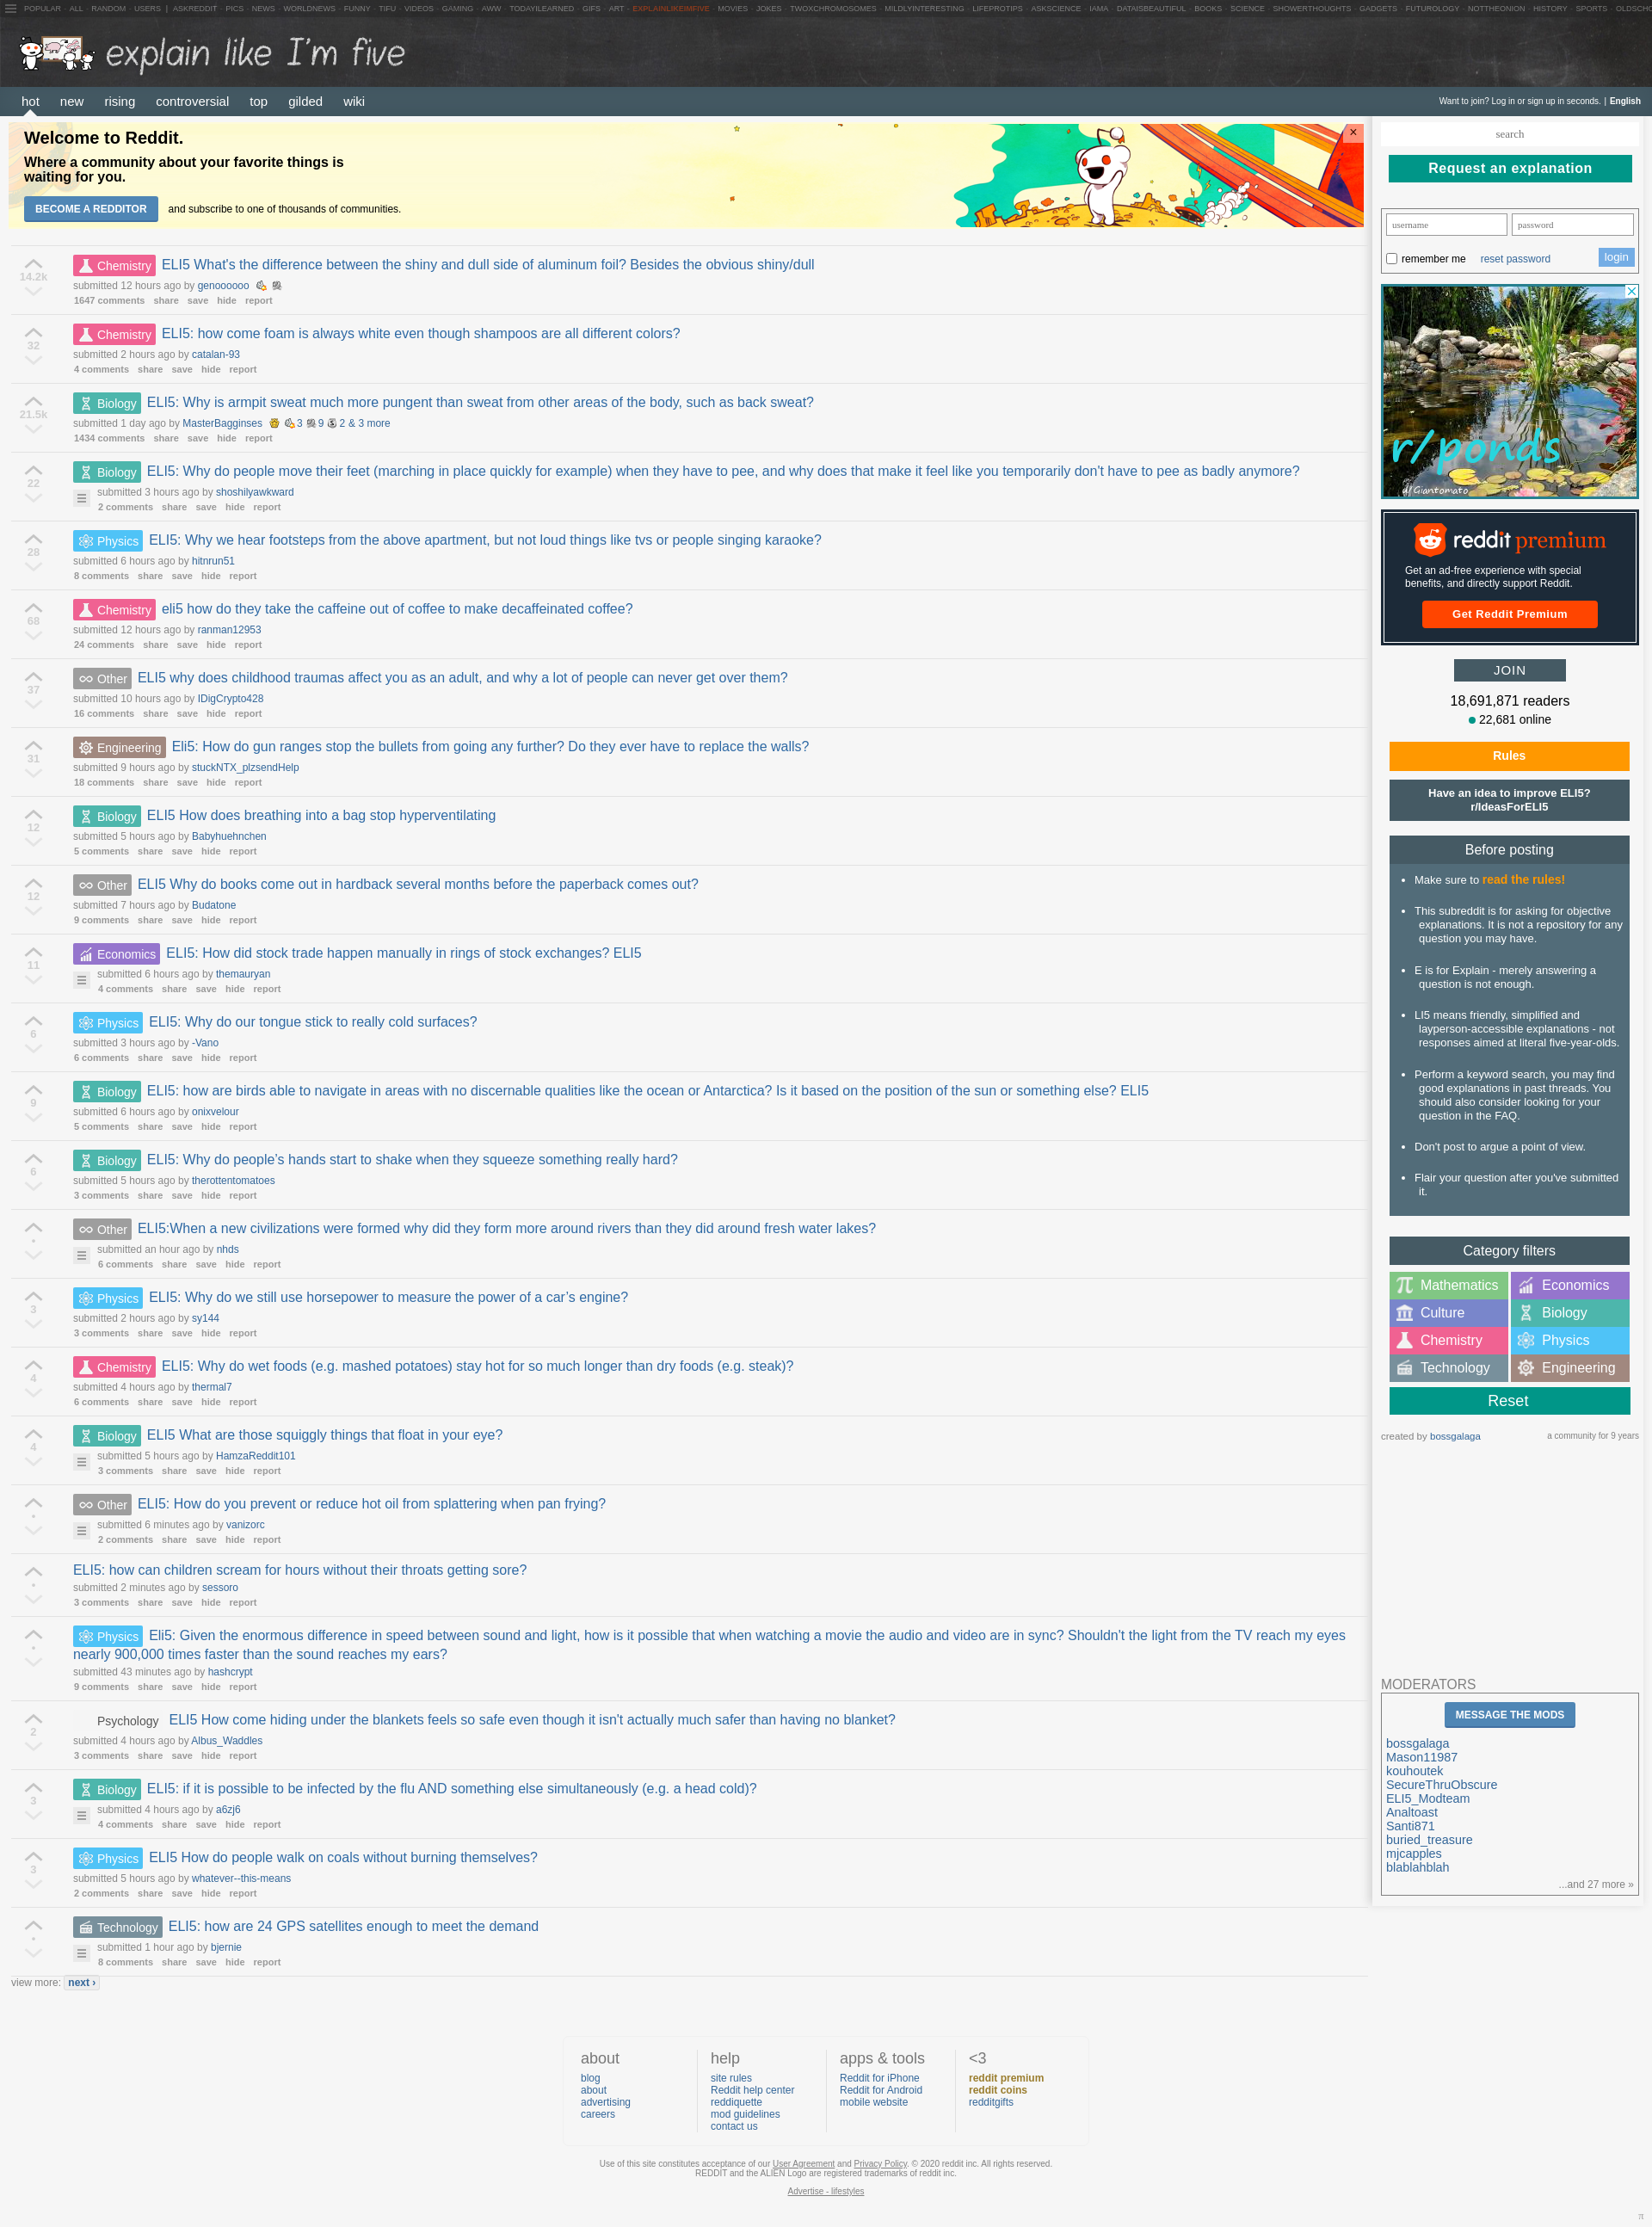 POPULAR - ALL - RANDOM - USERS | ASKREDDIT - PICS - NEWS - WORLDNEWS - FUNNY - TIFU - VIDEOS - GAMING - AWW - TODAYILEARNED - GIFS - ART - EXPLAINLIKEIMFIVE - MOVIES - JOKES - TWOXCHROMOSOMES - MILDLYINTERESTING - LIFEPROTIPS - ASKSCIENCE - IAMA - DATAISBEAUTIFUL - BOOKS - SCIENCE - SHOWERTHOUGHTS - GADGETS - FUTUROLOGY - NOTTHEONION - HISTORY - SPORTS - OLDSCHO
explain like I'm five
hot new rising controversial top gilded wiki
Want to join? Log in or sign up in seconds. | English
Welcome to Reddit.
Where a community about your favorite things is
waiting for you.
BECOME A REDDITOR and subscribe to one of thousands of communities.
×
14.2k
Chemistry ELI5 What's the difference between the shiny and dull side of aluminum foil? Besides the obvious shiny/dull
submitted 12 hours ago by genoooooo
1647 comments share save hide report
32
Chemistry ELI5: how come foam is always white even though shampoos are all different colors?
submitted 2 hours ago by catalan-93
4 comments share save hide report
21.5k
Biology ELI5: Why is armpit sweat much more pungent than sweat from other areas of the body, such as back sweat?
submitted 1 day ago by MasterBagginses 3 9 2 & 3 more
1434 comments share save hide report
22
Biology ELI5: Why do people move their feet (marching in place quickly for example) when they have to pee, and why does that make it feel like you temporarily don't have to pee as badly anymore?
submitted 3 hours ago by shoshilyawkward
2 comments share save hide report
28
Physics ELI5: Why we hear footsteps from the above apartment, but not loud things like tvs or people singing karaoke?
submitted 6 hours ago by hitnrun51
8 comments share save hide report
68
Chemistry eli5 how do they take the caffeine out of coffee to make decaffeinated coffee?
submitted 12 hours ago by ranman12953
24 comments share save hide report
37
Other ELI5 why does childhood traumas affect you as an adult, and why a lot of people can never get over them?
submitted 10 hours ago by IDigCrypto428
16 comments share save hide report
31
Engineering Eli5: How do gun ranges stop the bullets from going any further? Do they ever have to replace the walls?
submitted 9 hours ago by stuckNTX_plzsendHelp
18 comments share save hide report
12
Biology ELI5 How does breathing into a bag stop hyperventilating
submitted 5 hours ago by Babyhuehnchen
5 comments share save hide report
12
Other ELI5 Why do books come out in hardback several months before the paperback comes out?
submitted 7 hours ago by Budatone
9 comments share save hide report
11
Economics ELI5: How did stock trade happen manually in rings of stock exchanges? ELI5
submitted 6 hours ago by themauryan
4 comments share save hide report
6
Physics ELI5: Why do our tongue stick to really cold surfaces?
submitted 3 hours ago by -Vano
6 comments share save hide report
9
Biology ELI5: how are birds able to navigate in areas with no discernable qualities like the ocean or Antarctica? Is it based on the position of the sun or something else? ELI5
submitted 6 hours ago by onixvelour
5 comments share save hide report
6
Biology ELI5: Why do people's hands start to shake when they squeeze something really hard?
submitted 5 hours ago by therottentomatoes
3 comments share save hide report
•
Other ELI5:When a new civilizations were formed why did they form more around rivers than they did around fresh water lakes?
submitted an hour ago by nhds
6 comments share save hide report
3
Physics ELI5: Why do we still use horsepower to measure the power of a car’s engine?
submitted 2 hours ago by sy144
3 comments share save hide report
4
Chemistry ELI5: Why do wet foods (e.g. mashed potatoes) stay hot for so much longer than dry foods (e.g. steak)?
submitted 4 hours ago by thermal7
6 comments share save hide report
4
Biology ELI5 What are those squiggly things that float in your eye?
submitted 5 hours ago by HamzaReddit101
3 comments share save hide report
•
Other ELI5: How do you prevent or reduce hot oil from splattering when pan frying?
submitted 6 minutes ago by vanizorc
2 comments share save hide report
•
ELI5: how can children scream for hours without their throats getting sore?
submitted 2 minutes ago by sessoro
3 comments share save hide report
•
Physics Eli5: Given the enormous difference in speed between sound and light, how is it possible that when watching a movie the audio and video are in sync? Shouldn't the light from the TV reach my eyes
nearly 900,000 times faster than the sound reaches my ears?
submitted 43 minutes ago by hashcrypt
9 comments share save hide report
2
Psychology ELI5 How come hiding under the blankets feels so safe even though it isn't actually much safer than having no blanket?
submitted 4 hours ago by Albus_Waddles
3 comments share save hide report
3
Biology ELI5: if it is possible to be infected by the flu AND something else simultaneously (e.g. a head cold)?
submitted 4 hours ago by a6zj6
4 comments share save hide report
3
Physics ELI5 How do people walk on coals without burning themselves?
submitted 5 hours ago by whatever--this-means
2 comments share save hide report
•
Technology ELI5: how are 24 GPS satellites enough to meet the demand
submitted 1 hour ago by bjernie
8 comments share save hide report
view more: next ›
search
Request an explanation
username password
remember me reset password login
r/ponds
u/Giantomato
reddit premium
Get an ad-free experience with special
benefits, and directly support Reddit.
Get Reddit Premium
JOIN
18,691,871 readers
22,681 online
Rules
Have an idea to improve ELI5?
r/IdeasForELI5
Before posting
• Make sure to read the rules!
• This subreddit is for asking for objective
explanations. It is not a repository for any
question you may have.
• E is for Explain - merely answering a
question is not enough.
• LI5 means friendly, simplified and
layperson-accessible explanations - not
responses aimed at literal five-year-olds.
• Perform a keyword search, you may find
good explanations in past threads. You
should also consider looking for your
question in the FAQ.
• Don't post to argue a point of view.
• Flair your question after you've submitted
it.
Category filters
Mathematics Economics
Culture Biology
Chemistry Physics
Technology Engineering
Reset
created by bossgalaga a community for 9 years
MODERATORS
MESSAGE THE MODS
bossgalaga
Mason11987
kouhoutek
SecureThruObscure
ELI5_Modteam
Analtoast
Santi871
buried_treasure
mjcapples
blablahblah
...and 27 more »
about
blog
about
advertising
careers
help
site rules
Reddit help center
reddiquette
mod guidelines
contact us
apps & tools
Reddit for iPhone
Reddit for Android
mobile website
<3
reddit premium
reddit coins
redditgifts
Use of this site constitutes acceptance of our User Agreement and Privacy Policy. © 2020 reddit inc. All rights reserved.
REDDIT and the ALIEN Logo are registered trademarks of reddit inc.
Advertise - lifestyles
π